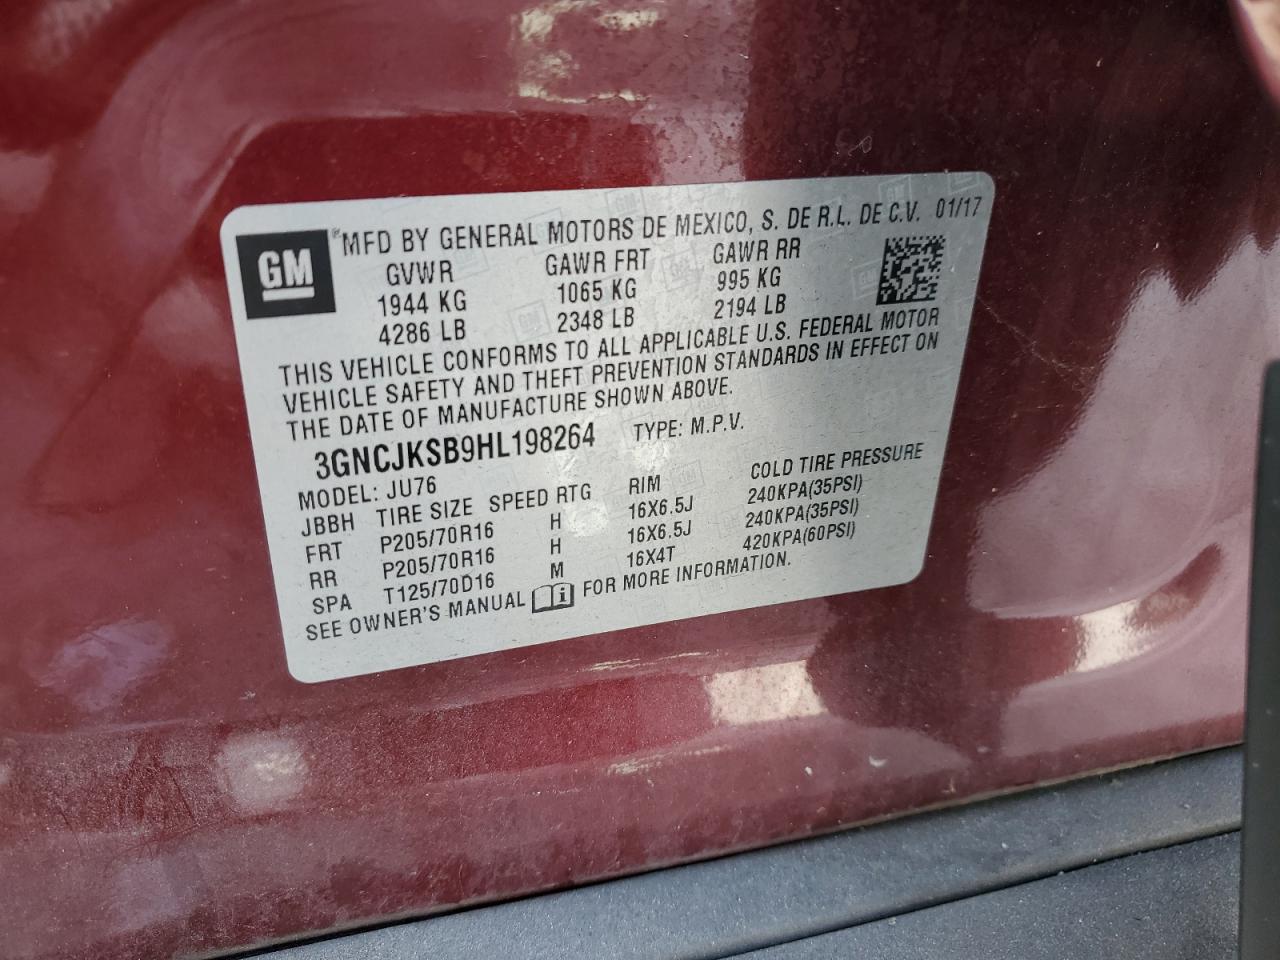 GM
MFD BY GENERAL MOTORS DE MEXICO, S. DE R.L. DE C.V. 01/17
GVWR GAWR FRT GAWR RR
1944 KG 1065 KG 995 KG
4286 LB 2348 LB 2194 LB
THIS VEHICLE CONFORMS TO ALL APPLICABLE U.S. FEDERAL MOTOR
VEHICLE SAFETY AND THEFT PREVENTION STANDARDS IN EFFECT ON
THE DATE OF MANUFACTURE SHOWN ABOVE.
3GNCJKSB9HL198264 TYPE: M.P.V.
MODEL: JU76
JBBH TIRE SIZE SPEED RTG RIM COLD TIRE PRESSURE
FRT P205/70R16 H 16X6.5J 240KPA(35PSI)
RR P205/70R16 H 16X6.5J 240KPA(35PSI)
SPA T125/70D16 M 16X4T 420KPA(60PSI)
SEE OWNER'S MANUAL i FOR MORE INFORMATION.